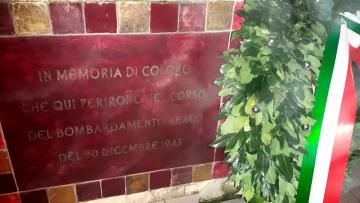 IN MEMORIA DI COLORO
CHE QUI PERIRONO NEL CORSO
DEL BOMBARDAMENTO AEREO
DEL 30 DICEMBRE 1943